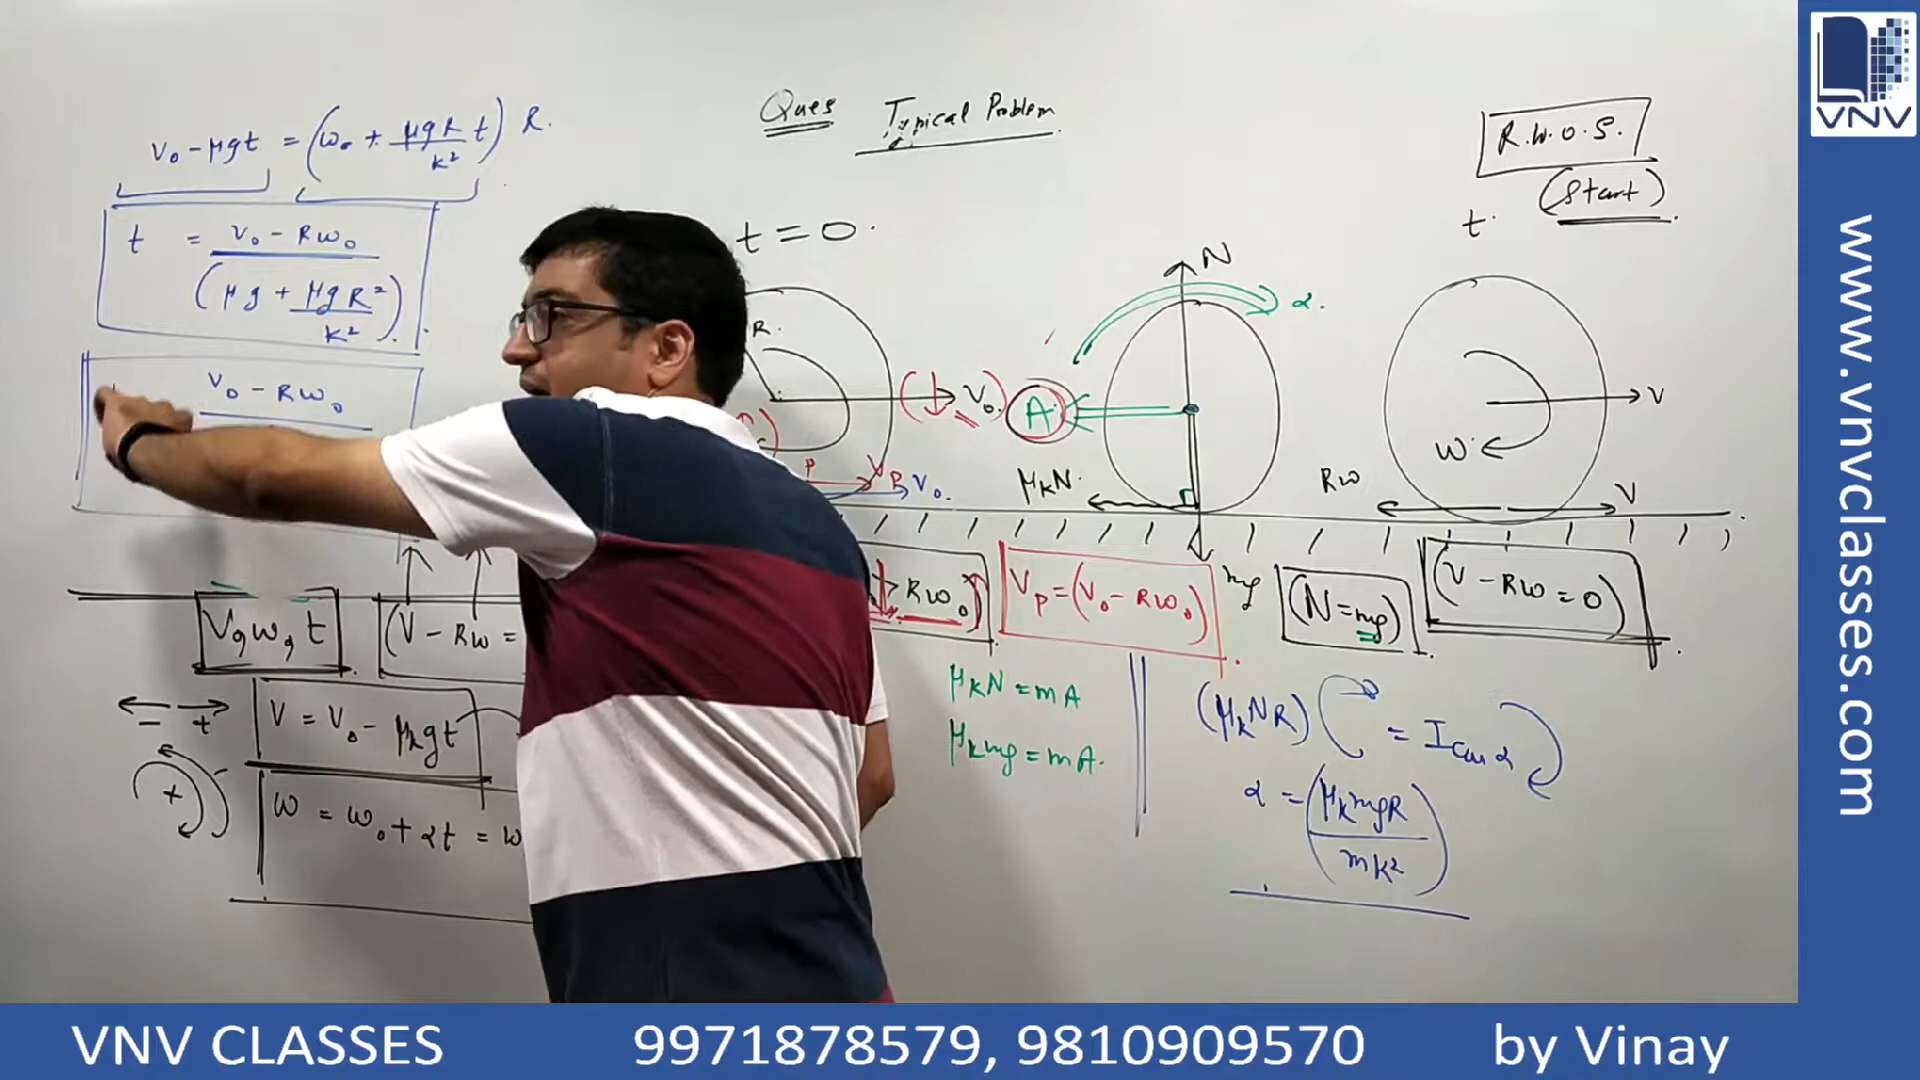 Ques Typical Problem
V₀ - μgt = (ω₀ + μgR/k² t) R.
t = V₀ - Rω₀ / (μg + μgR²/k²).
V₀ - Rω₀
t = 0.
R.
V₀
P
Vₚ
V₀.
N
α.
A
μₖN.
mg
R.W.O.S.
(Start)
t.
V
ω.
Rω
V
> Rω₀)
Vₚ = (V₀ - Rω₀)
(N = mg)
(V - Rω = 0)
V, ω, t
(V - Rω =
- +
V = V₀ - μₖgt
+ -
ω = ω₀ + αt = ω
μₖN = mA
μₖmg = mA.
(μₖNR) = I꜀ₘ α
α = (μₖmgR / mk²)
VNV
www.vnvclasses.com
VNV CLASSES 9971878579, 9810909570 by Vinay